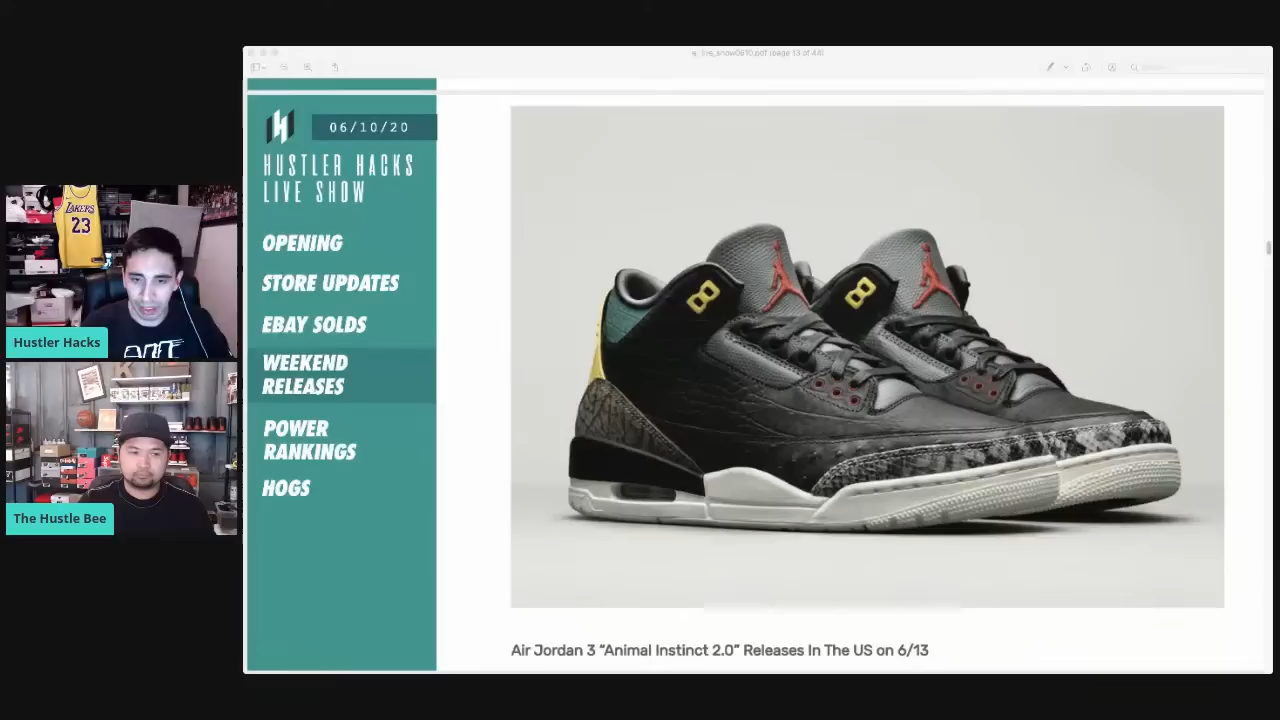 06/10/20
HUSTLER HACKS
LIVE SHOW
OPENING
STORE UPDATES
EBAY SOLDS
WEEKEND
RELEASES
POWER
RANKINGS
HOGS
LAKERS
23
Hustler Hacks
The Hustle Bee
Air Jordan 3 “Animal Instinct 2.0” Releases In The US on 6/13